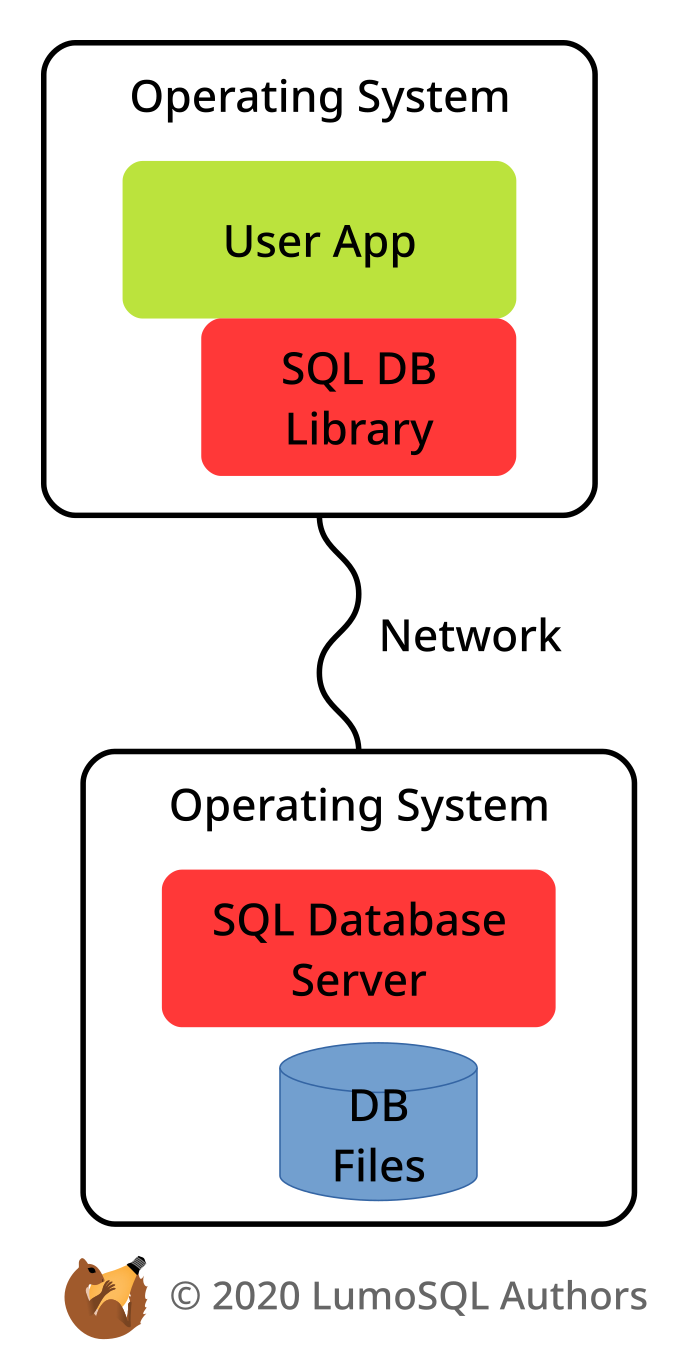 Operating System
User App
SQL DB
Library
Network
Operating System
SQL Database
Server
DB
Files
© 2020 LumoSQL Authors